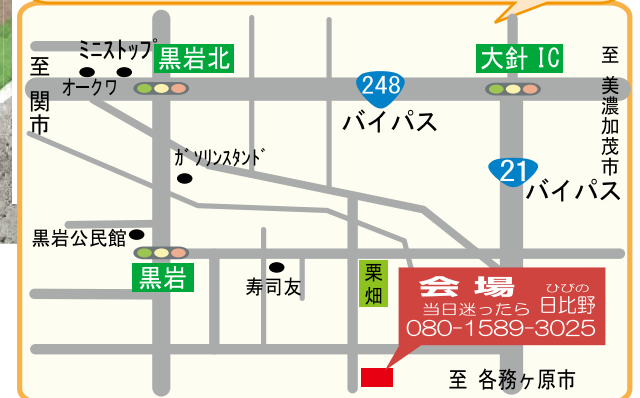 ミニストップ
黒岩北
大針 IC
至 関市
オークワ
248
バイパス
至 美濃加茂市
ガソリンスタンド
21
バイパス
黒岩公民館
黒岩
寿司友
栗畑
会場
ひびの
当日迷ったら 日比野
080-1589-3025
至 各務ヶ原市